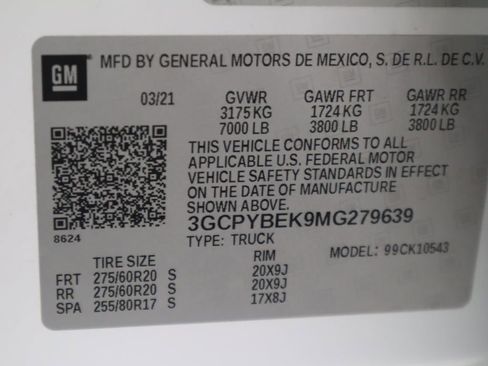 GM
MFD BY GENERAL MOTORS DE MEXICO, S. DE R.L. DE C.V.
03/21 GVWR GAWR FRT GAWR RR
3175 KG 1724 KG 1724 KG
7000 LB 3800 LB 3800 LB
THIS VEHICLE CONFORMS TO ALL
APPLICABLE U.S. FEDERAL MOTOR
VEHICLE SAFETY STANDARDS IN EFFECT
ON THE DATE OF MANUFACTURE
SHOWN ABOVE.
3GCPYBEK9MG279639
8624
TYPE: TRUCK MODEL: 99CK10543
TIRE SIZE RIM
FRT 275/60R20 S 20X9J
RR 275/60R20 S 20X9J
SPA 255/80R17 S 17X8J